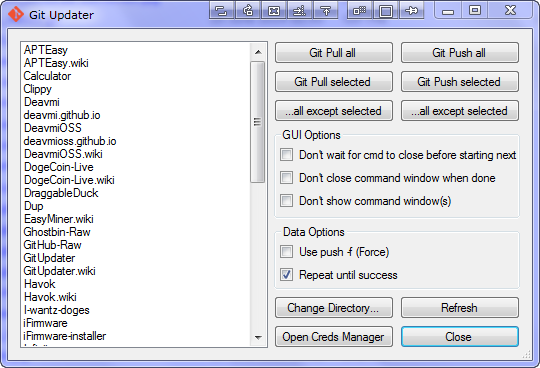 Git Updater
APTEasy
APTEasy.wiki
Calculator
Clippy
Deavmi
deavmi.github.io
DeavmiOSS
deavmioss.github.io
DeavmiOSS.wiki
DogeCoin-Live
DogeCoin-Live.wiki
DraggableDuck
Dup
EasyMiner.wiki
Ghostbin-Raw
GitHub-Raw
GitUpdater
GitUpdater.wiki
Havok
Havok.wiki
I-wantz-doges
iFirmware
iFirmware-installer
Git Pull all
Git Push all
Git Pull selected
Git Push selected
...all except selected
...all except selected
GUI Options
Don't wait for cmd to close before starting next
Don't close command window when done
Don't show command window(s)
Data Options
Use push -f (Force)
Repeat until success
Change Directory...
Refresh
Open Creds Manager
Close